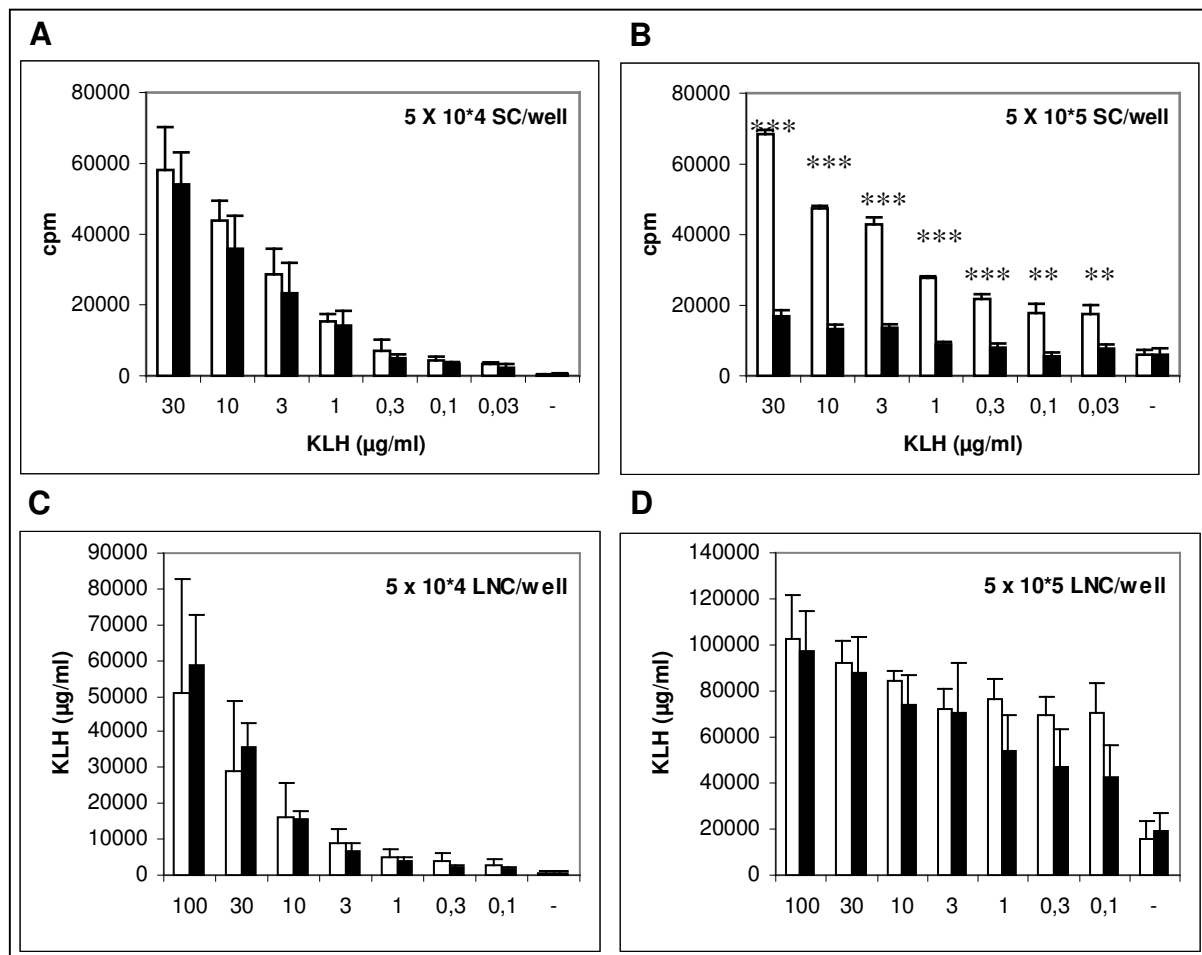 A
5 X 10*4 SC/well
80000
60000
40000
20000
0
cpm
30 10 3 1 0,3 0,1 0,03 -
KLH (µg/ml)
B
5 X 10*5 SC/well
80000
60000
40000
20000
0
cpm
*** *** *** *** *** ** **
30 10 3 1 0,3 0,1 0,03 -
KLH (µg/ml)
C
5 x 10*4 LNC/well
90000
80000
70000
60000
50000
40000
30000
20000
10000
0
KLH (µg/ml)
100 30 10 3 1 0,3 0,1 -
D
5 x 10*5 LNC/well
140000
120000
100000
80000
60000
40000
20000
0
KLH (µg/ml)
100 30 10 3 1 0,3 0,1 -